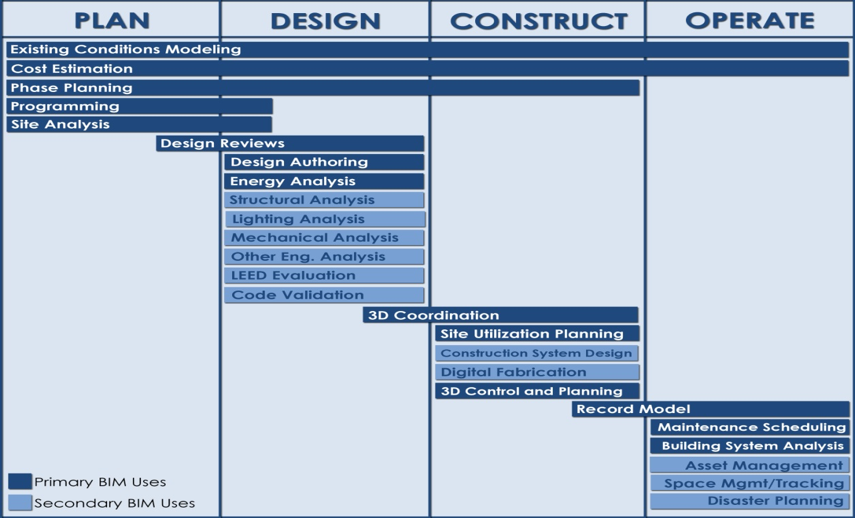 PLAN DESIGN CONSTRUCT OPERATE
Existing Conditions Modeling
Cost Estimation
Phase Planning
Programming
Site Analysis
Design Reviews
Design Authoring
Energy Analysis
Structural Analysis
Lighting Analysis
Mechanical Analysis
Other Eng. Analysis
LEED Evaluation
Code Validation
3D Coordination
Site Utilization Planning
Construction System Design
Digital Fabrication
3D Control and Planning
Record Model
Maintenance Scheduling
Building System Analysis
Asset Management
Space Mgmt/Tracking
Disaster Planning
Primary BIM Uses
Secondary BIM Uses